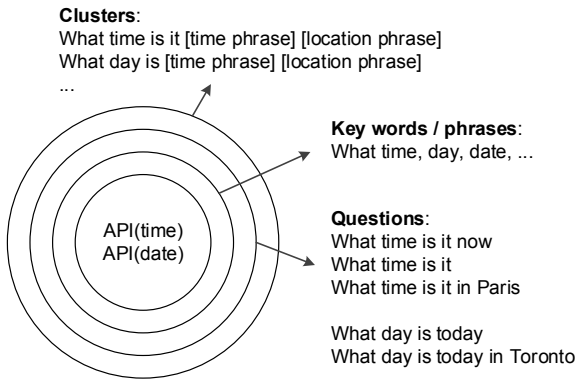 Clusters:
What time is it [time phrase] [location phrase]
What day is [time phrase] [location phrase]
...
Key words / phrases:
What time, day, date, ...
API(time)
API(date)
Questions:
What time is it now
What time is it
What time is it in Paris
What day is today
What day is today in Toronto